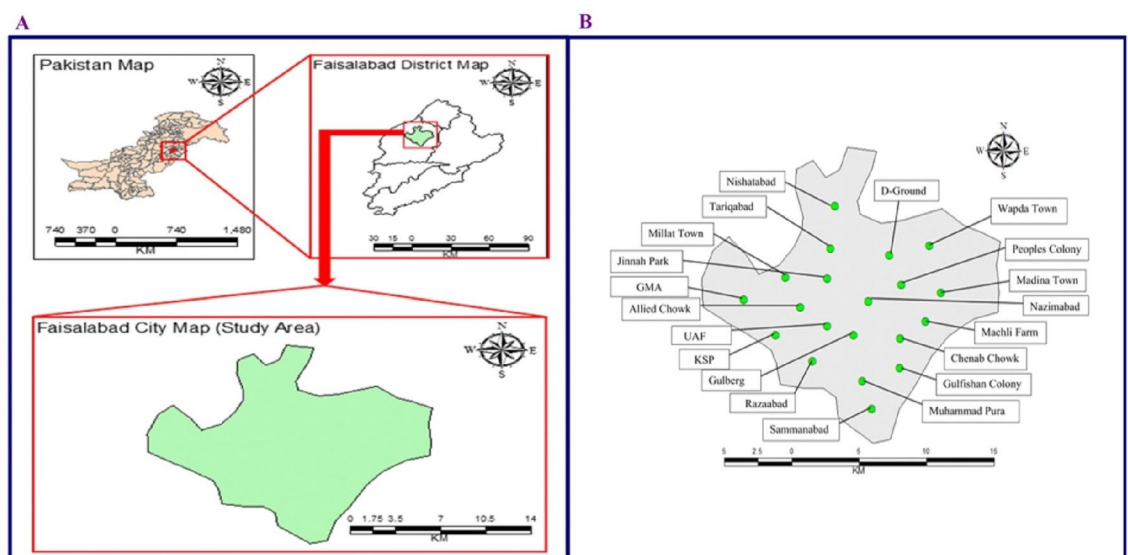 A
B
Pakistan Map
N
W
E
S
740 370 0 740 1,480
KM
Faisalabad District Map
N
W
E
S
30 15 0 30 60 90
KM
Faisalabad City Map (Study Area)
N
W
E
S
0 1.75 3.5 7 10.5 14
KM
N
W
E
S
Nishatabad
D-Ground
Tariqabad
Wapda Town
Millat Town
Peoples Colony
Jinnah Park
Madina Town
GMA
Nazimabad
Allied Chowk
Machli Farm
UAF
Chenab Chowk
KSP
Gulberg
Gulfishan Colony
Razaabad
Muhammad Pura
Sammanabad
5 2.5 0 5 10 15
KM